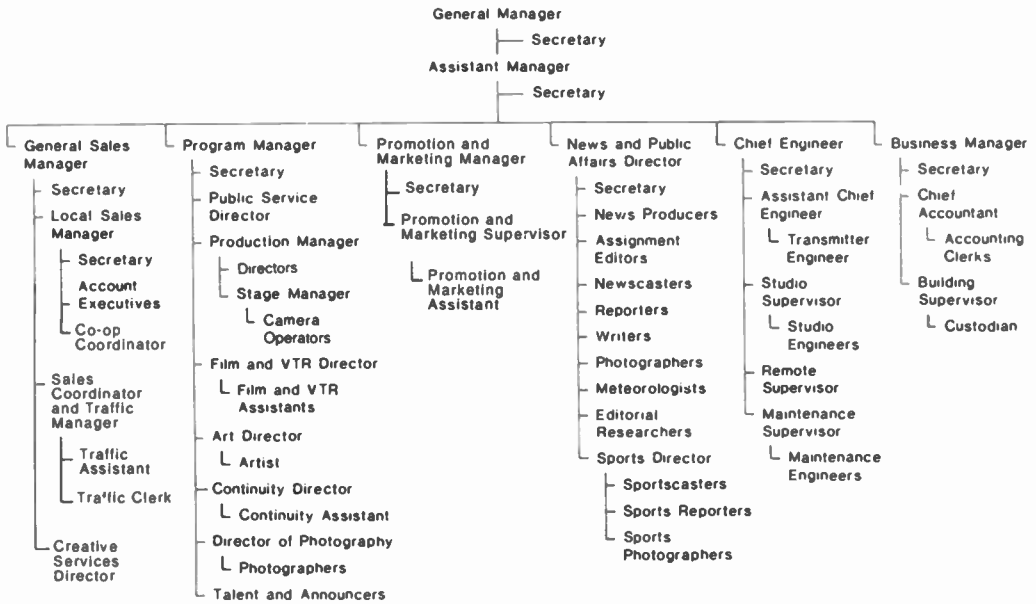 General Manager
Secretary
Assistant Manager
Secretary
General Sales
Manager
Secretary
Local Sales
Manager
Secretary
Account
Executives
Co-op
Coordinator
Sales
Coordinator
and Traffic
Manager
Traffic
Assistant
Traffic Clerk
Creative
Services
Director
Program Manager
Secretary
Public Service
Director
Production Manager
Directors
Stage Manager
Camera
Operators
Film and VTR Director
Film and VTR
Assistants
Art Director
Artist
Continuity Director
Continuity Assistant
Director of Photography
Photographers
Talent and Announcers
Promotion and
Marketing Manager
Secretary
Promotion and
Marketing Supervisor
Promotion and
Marketing
Assistant
News and Public
Affairs Director
Secretary
News Producers
Assignment
Editors
Newscasters
Reporters
Writers
Photographers
Meteorologists
Editorial
Researchers
Sports Director
Sportscasters
Sports Reporters
Sports
Photographers
Chief Engineer
Secretary
Assistant Chief
Engineer
Transmitter
Engineer
Studio
Supervisor
Studio
Engineers
Remote
Supervisor
Maintenance
Supervisor
Maintenance
Engineers
Business Manager
Secretary
Chief
Accountant
Accounting
Clerks
Building
Supervisor
Custodian